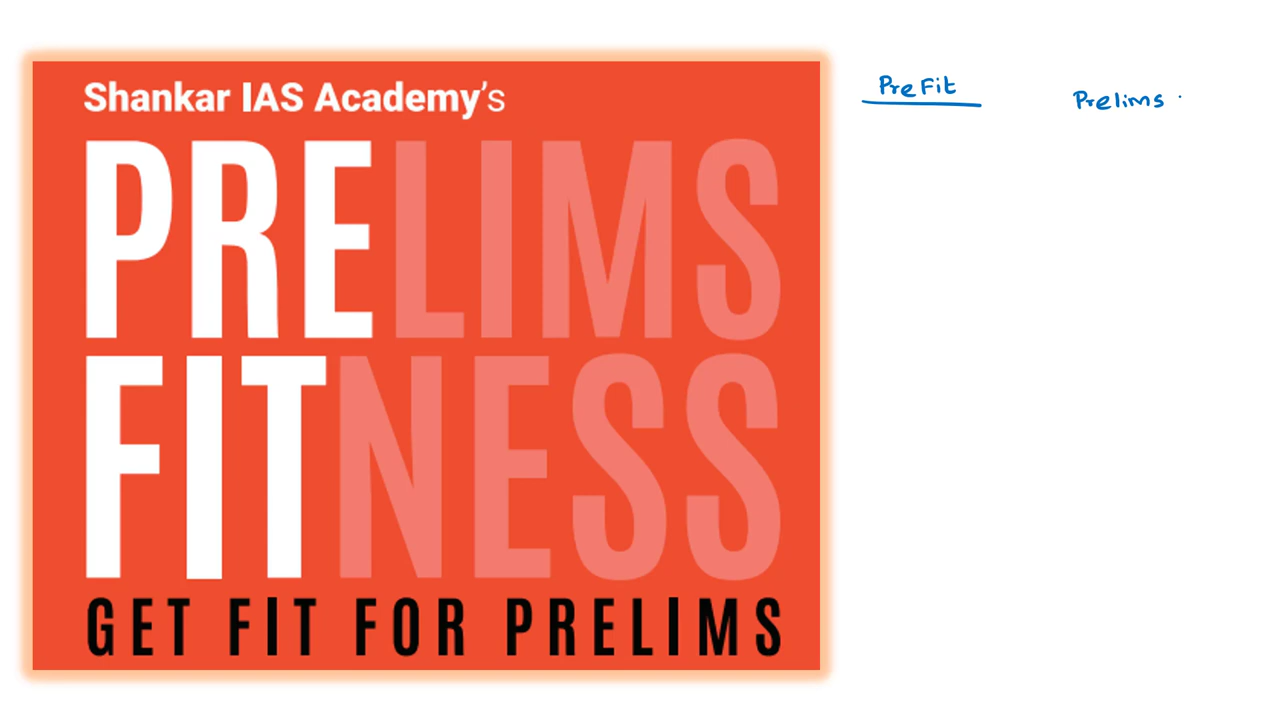 Shankar IAS Academy's
PRELIMS
FITNESS
GET FIT FOR PRELIMS
PreFit
Prelims